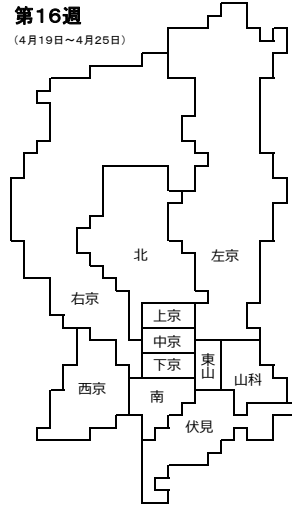 第16週
（4月19日～4月25日）
北
左京
右京
上京
中京
下京
東山
山科
西京
南
伏見